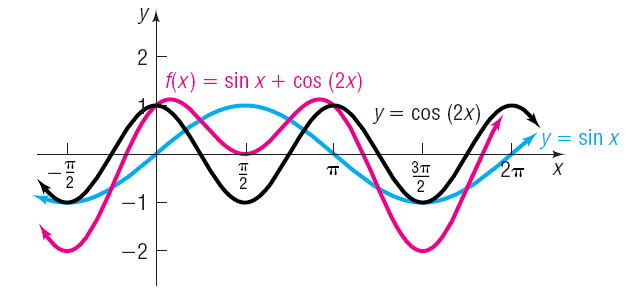 y
2
f(x) = sin x + cos (2x)
1
y = cos (2x)
y = sin x
-π/2
π/2
π
3π/2
2π
x
-1
-2